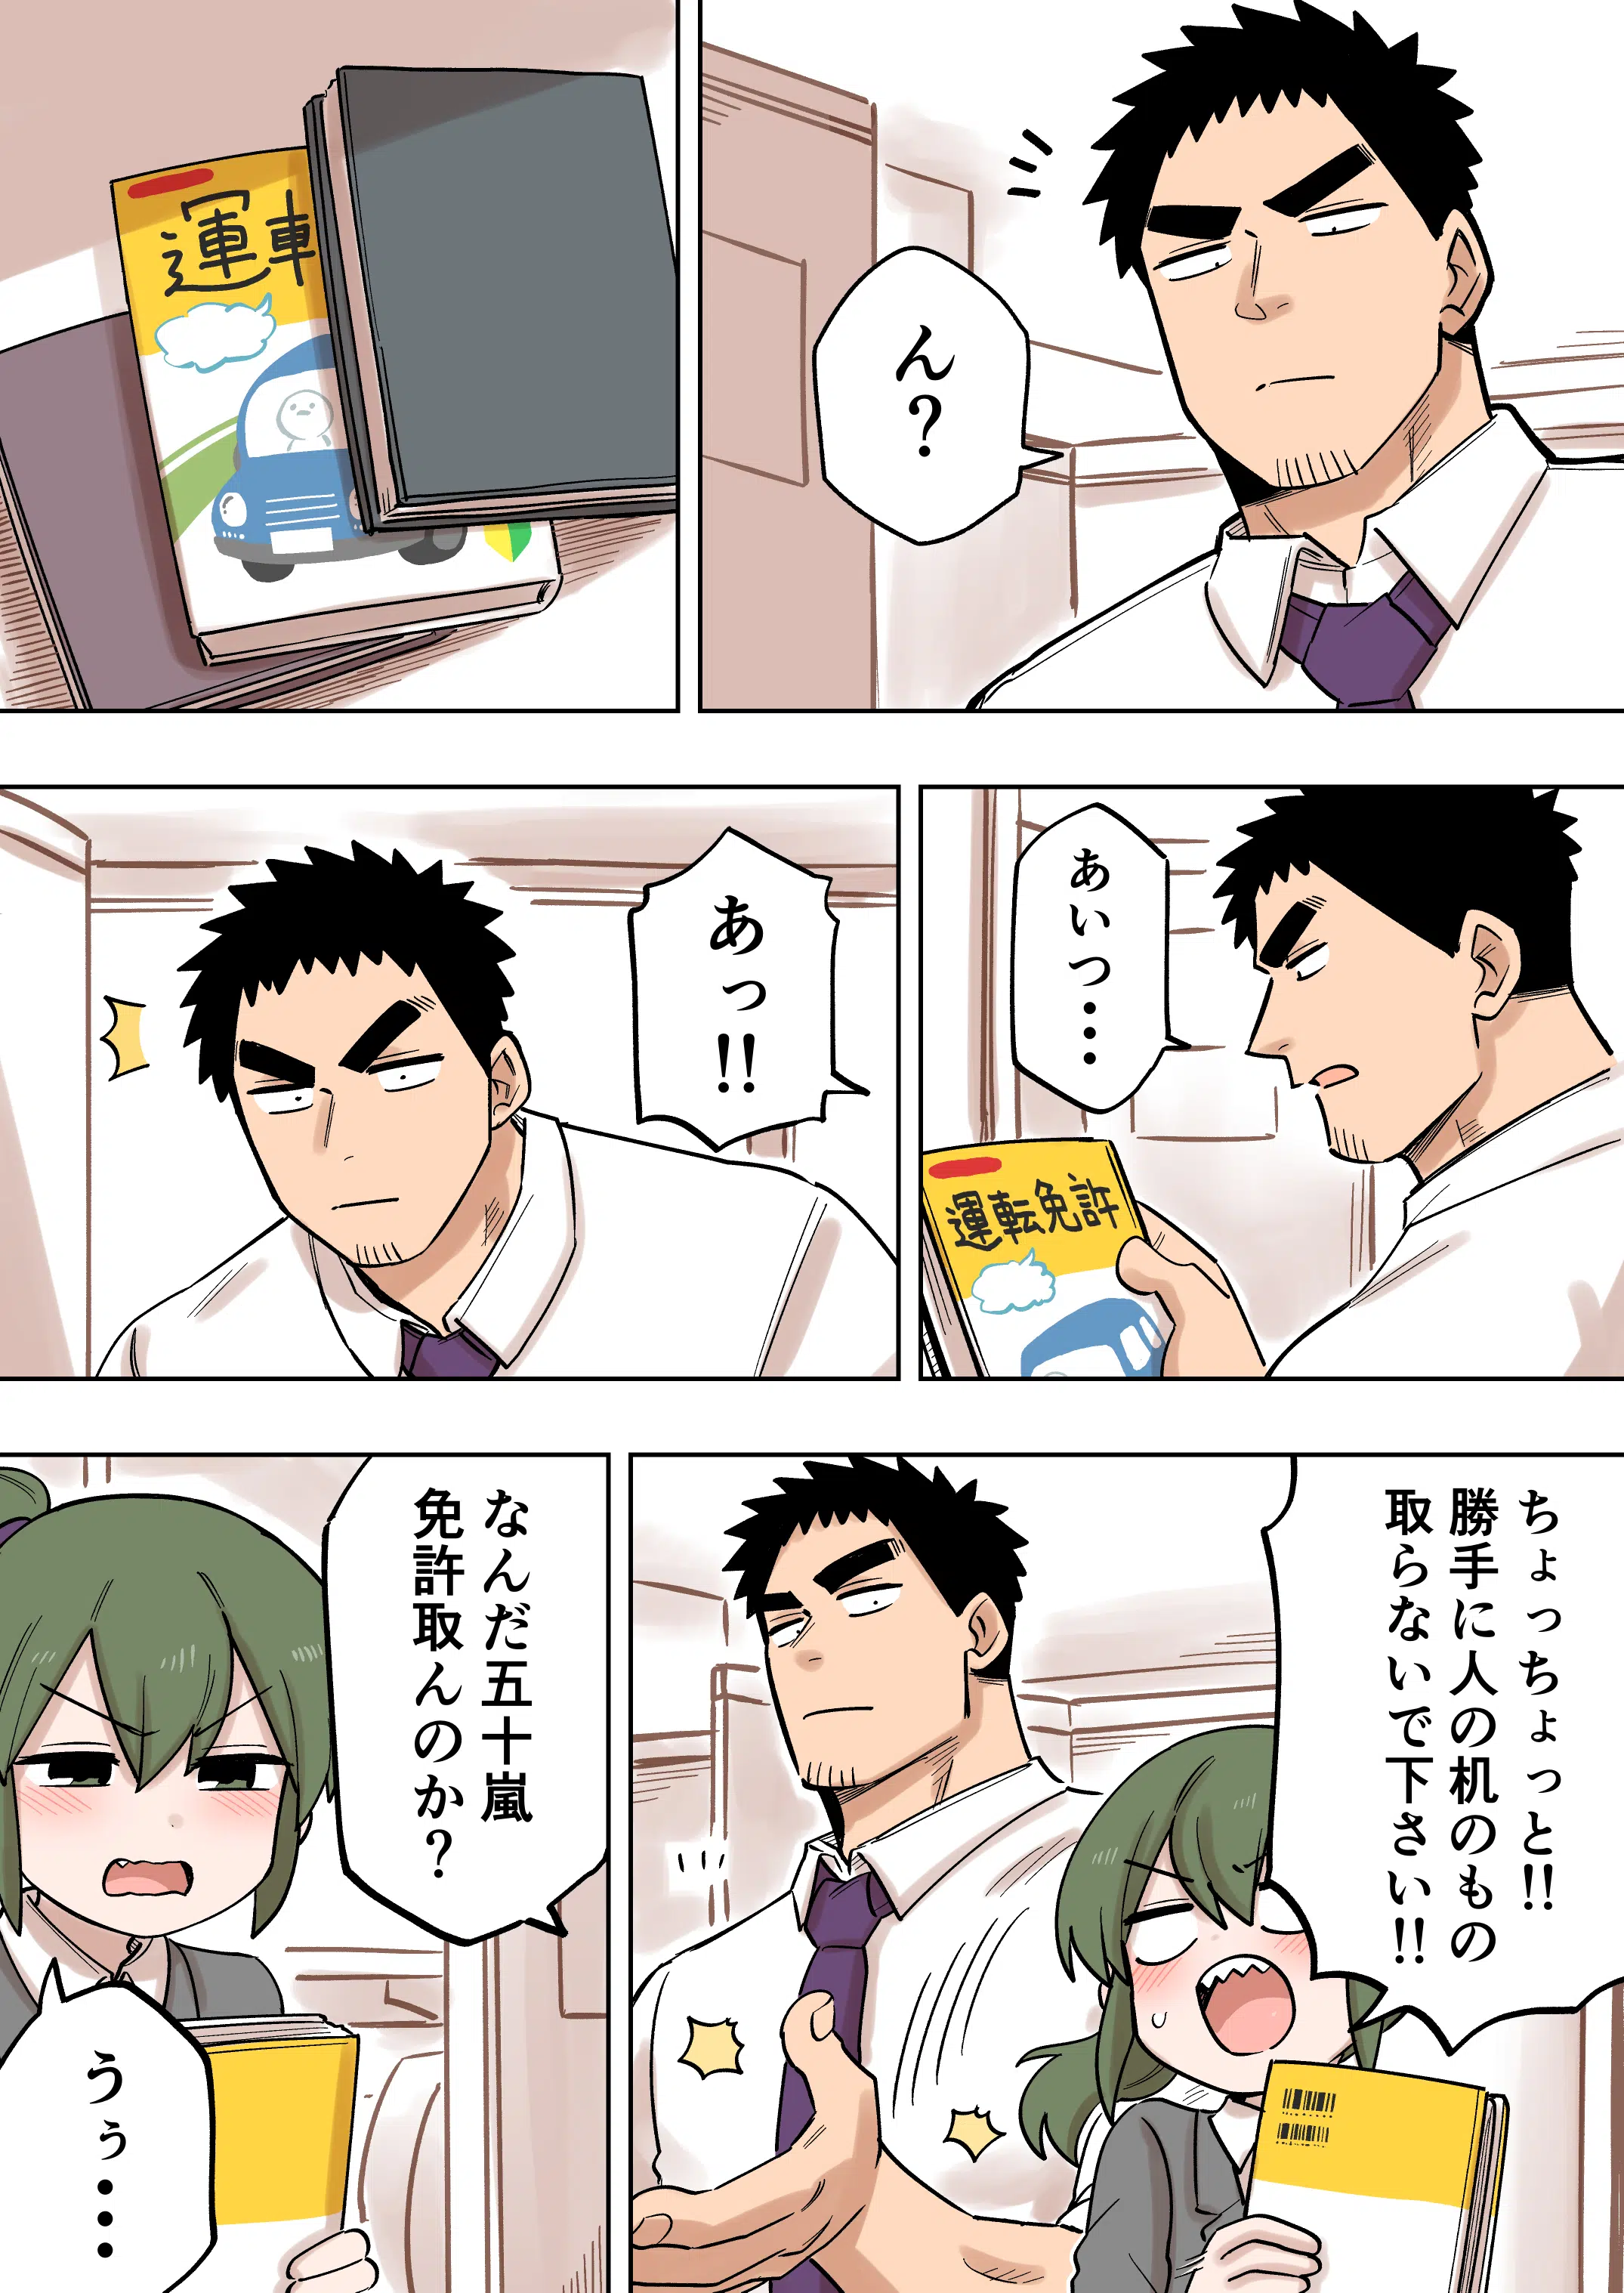 ん?
運転
あいつ・・・・
運転免許
あっ!!
ちょっちょっと!!
勝手に人の机のもの
取らないで下さい!!
なんだ五十嵐
免許取んのか?
うぅ・・・・